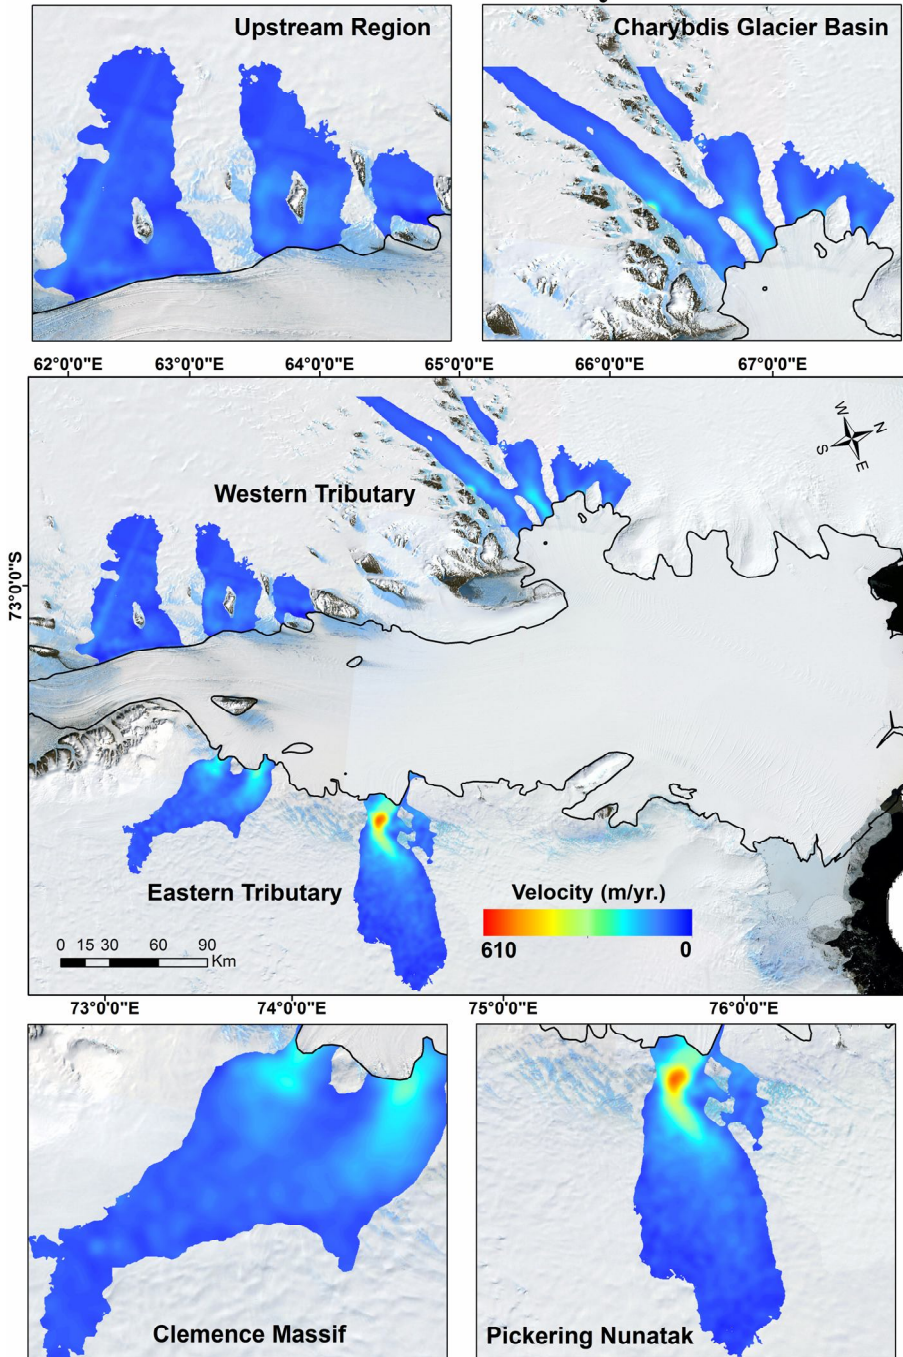 Upstream Region
Charybdis Glacier Basin
62°0'0"E 63°0'0"E 64°0'0"E 65°0'0"E 66°0'0"E 67°0'0"E
W N
S E
Western Tributary
73°0'0"S
Eastern Tributary
Velocity (m/yr.)
610 0
0 15 30 60 90
Km
73°0'0"E 74°0'0"E 75°0'0"E 76°0'0"E
Clemence Massif
Pickering Nunatak